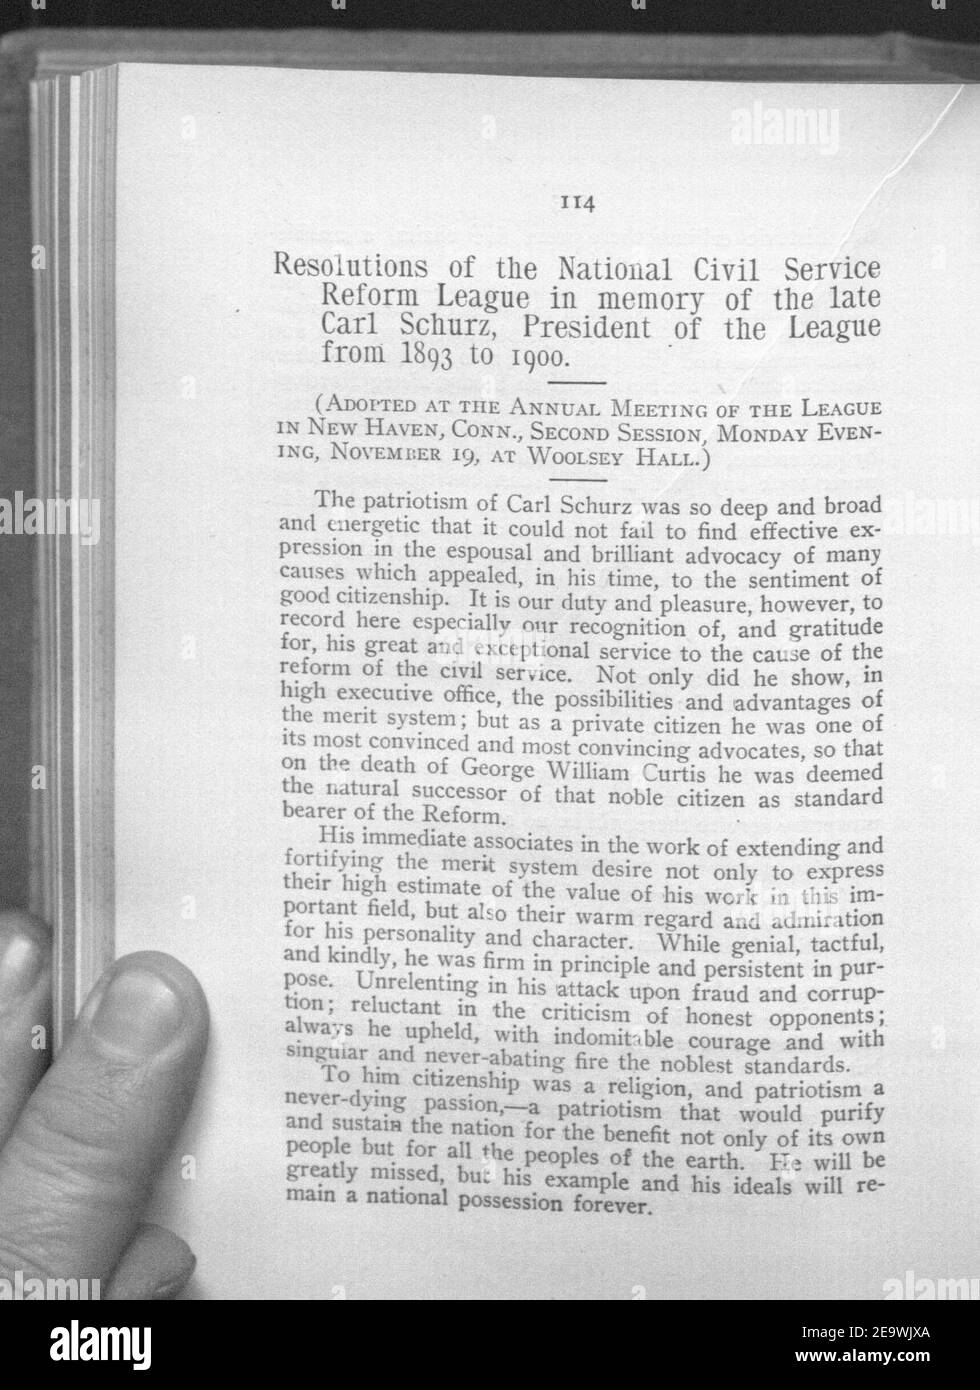 114
Resolutions of the National Civil Service
Reform League in memory of the late
Carl Schurz, President of the League
from 1893 to 1900.
(Adopted at the Annual Meeting of the League
in New Haven, Conn., Second Session, Monday Even-
ing, November 19, at Woolsey Hall.)
The patriotism of Carl Schurz was so deep and broad
and energetic that it could not fail to find effective ex-
pression in the espousal and brilliant advocacy of many
causes which appealed, in his time, to the sentiment of
good citizenship. It is our duty and pleasure, however, to
record here especially our recognition of, and gratitude
for, his great and exceptional service to the cause of the
reform of the civil service. Not only did he show, in
high executive office, the possibilities and advantages of
the merit system; but as a private citizen he was one of
its most convinced and most convincing advocates, so that
on the death of George William Curtis he was deemed
the natural successor of that noble citizen as standard
bearer of the Reform.
His immediate associates in the work of extending and
fortifying the merit system desire not only to express
their high estimate of the value of his work in this im-
portant field, but also their warm regard and admiration
for his personality and character. While genial, tactful,
and kindly, he was firm in principle and persistent in pur-
pose. Unrelenting in his attack upon fraud and corrup-
tion; reluctant in the criticism of honest opponents;
always he upheld, with indomitable courage and with
singular and never-abating fire the noblest standards.
To him citizenship was a religion, and patriotism a
never-dying passion,—a patriotism that would purify
and sustain the nation for the benefit not only of its own
people but for all the peoples of the earth. He will be
greatly missed, but his example and his ideals will re-
main a national possession forever.
alamy
Image ID: 2E9WJXA
www.alamy.com